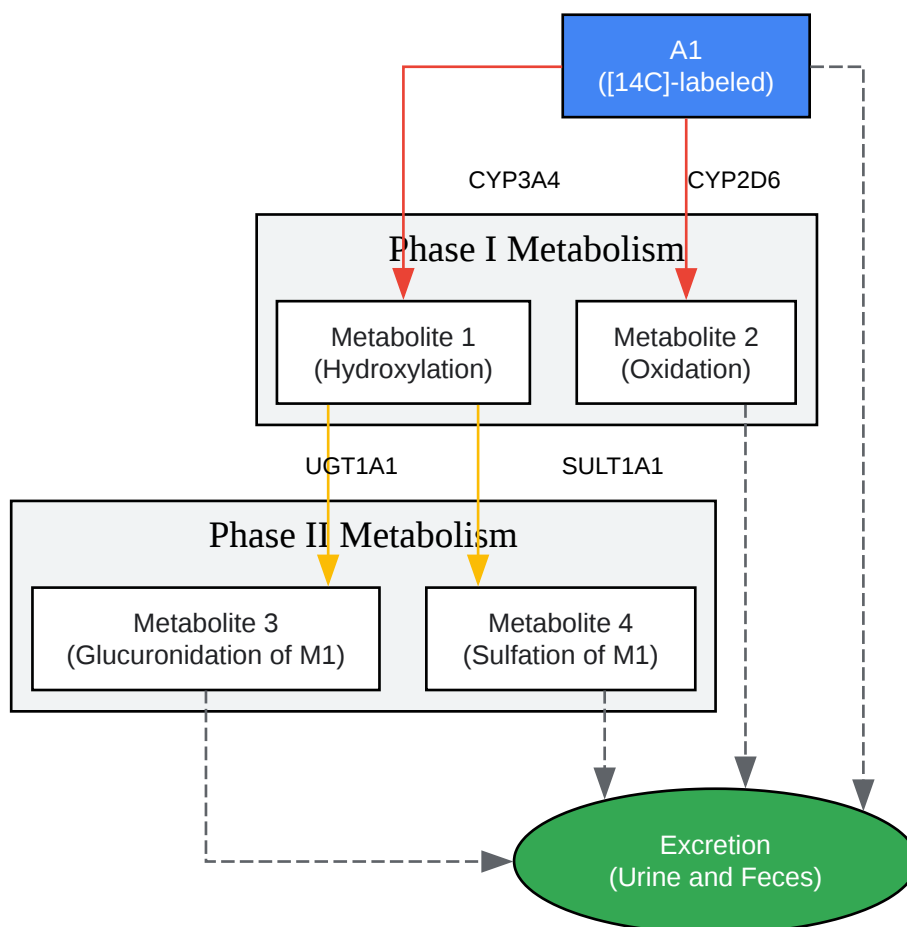 A1
([14C]-labeled)
CYP3A4
CYP2D6
Phase I Metabolism
Metabolite 1
(Hydroxylation)
Metabolite 2
(Oxidation)
UGT1A1
SULT1A1
Phase II Metabolism
Metabolite 3
(Glucuronidation of M1)
Metabolite 4
(Sulfation of M1)
Excretion
(Urine and Feces)